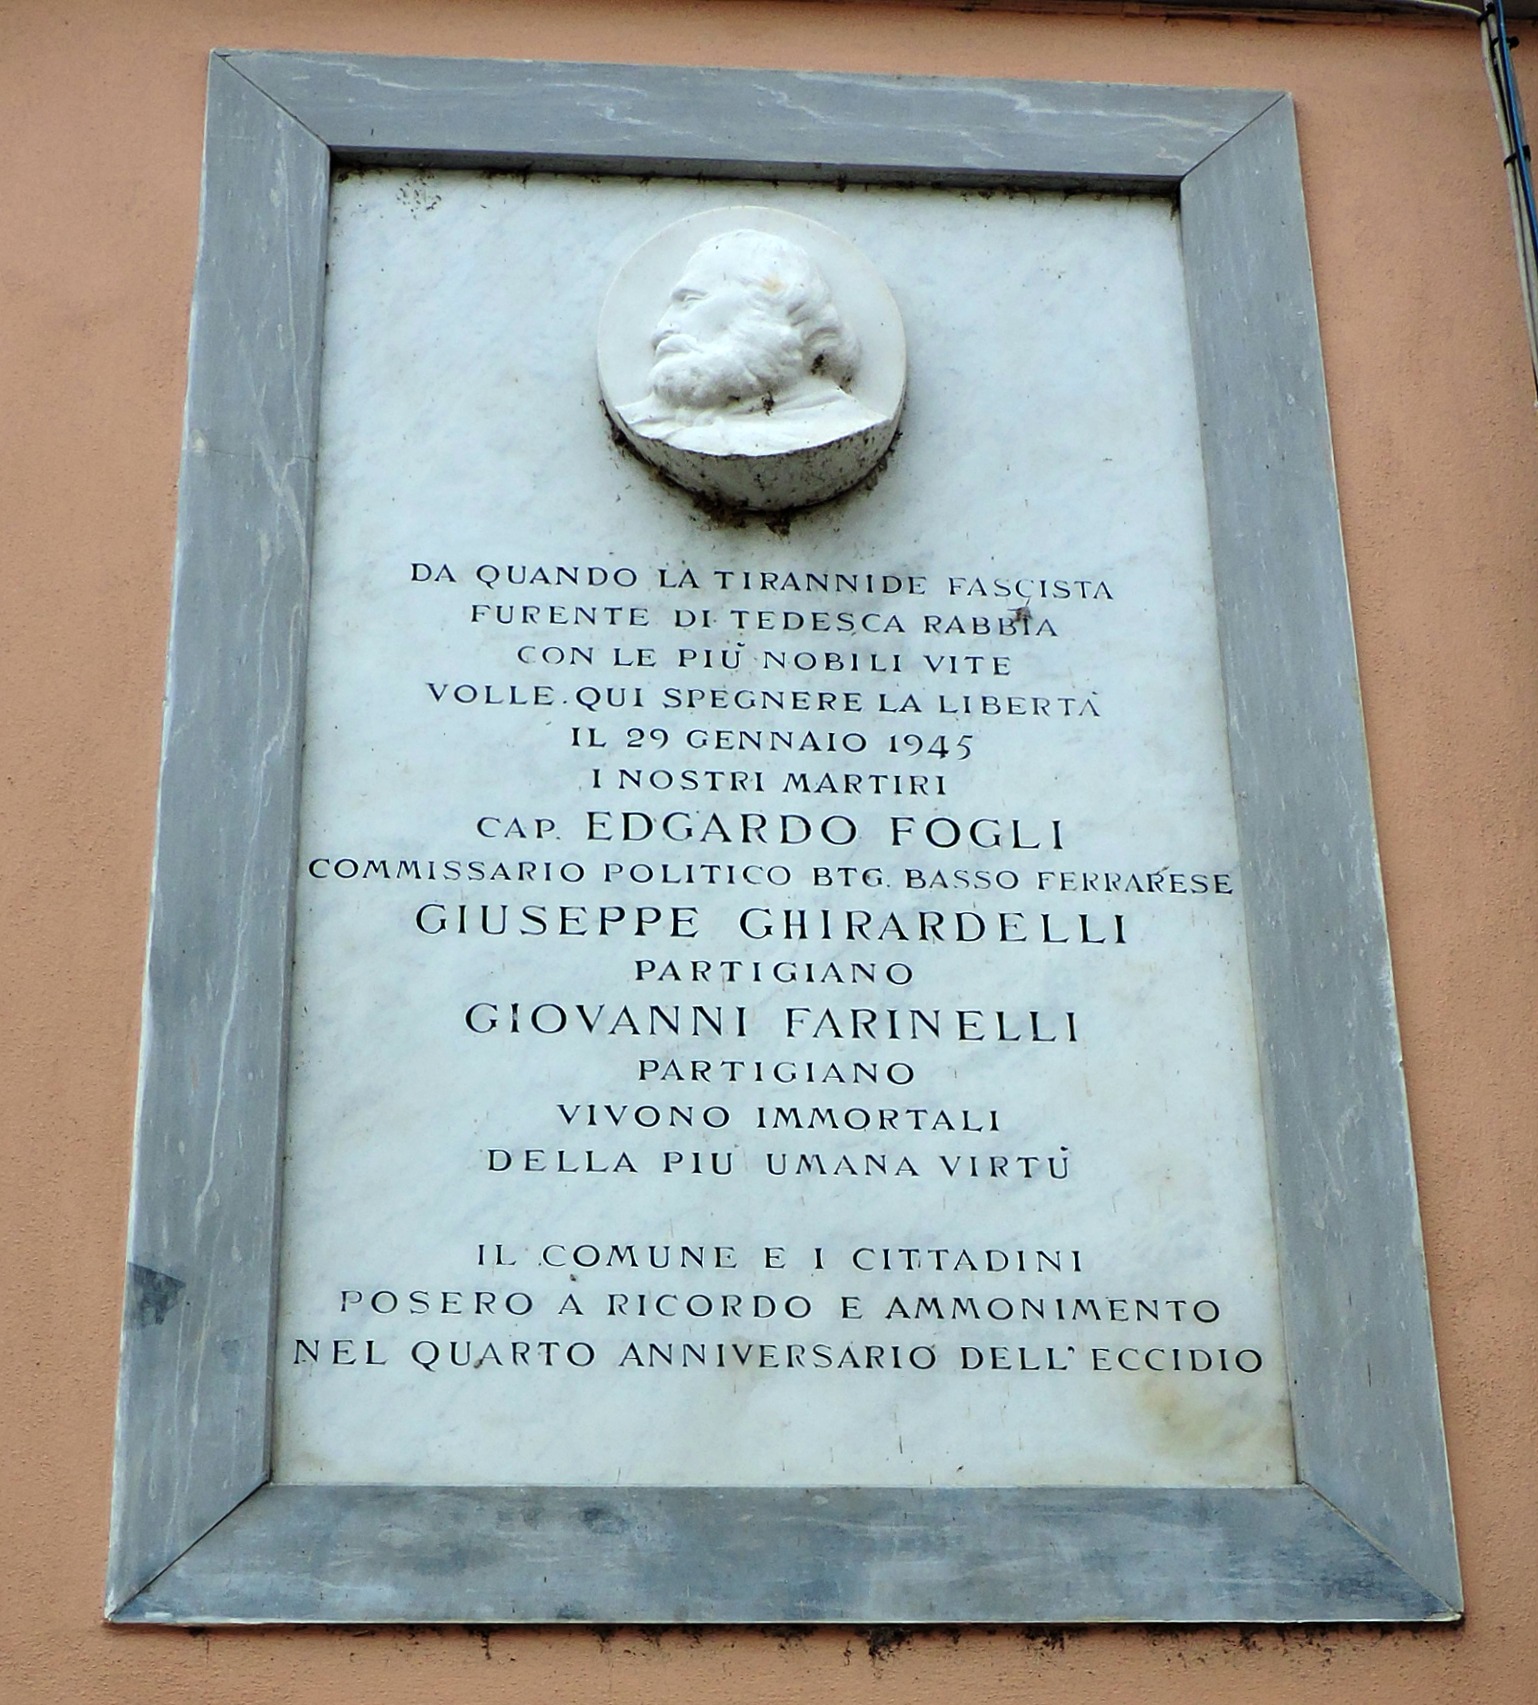 DA QUANDO LA TIRANNIDE FASCISTA
FURENTE DI TEDESCA RABBIA
CON LE PIÙ NOBILI VITE
VOLLE QUI SPEGNERE LA LIBERTÀ
IL 29 GENNAIO 1945
I NOSTRI MARTIRI
CAP. EDGARDO FOGLI
COMMISSARIO POLITICO BTG. BASSO FERRARESE
GIUSEPPE GHIRARDELLI
PARTIGIANO
GIOVANNI FARINELLI
PARTIGIANO
VIVONO IMMORTALI
DELLA PIU UMANA VIRTÙ
IL COMUNE E I CITTADINI
POSERO A RICORDO E AMMONIMENTO
NEL QUARTO ANNIVERSARIO DELL'ECCIDIO